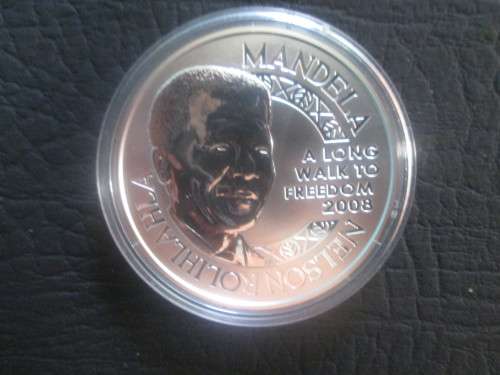 MANDELA
A LONG
WALK TO
FREEDOM
2008
NELSON ROLIHLAHLA